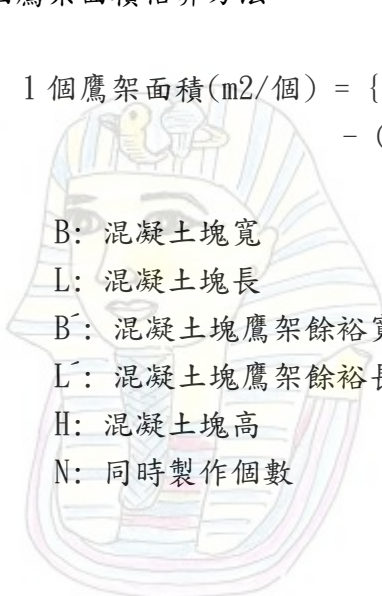 鷹架面積估算方法
1 個鷹架面積(m2/個) = {
- (
B: 混凝土塊寬
L: 混凝土塊長
B´: 混凝土塊鷹架餘裕寬
L´: 混凝土塊鷹架餘裕長
H: 混凝土塊高
N: 同時製作個數